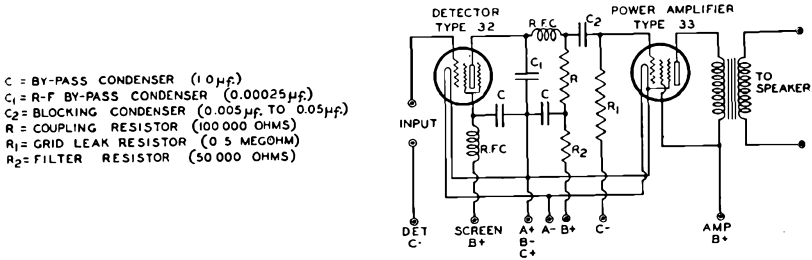 C = BY-PASS CONDENSER (1.0 µf.)
C1 = R-F BY-PASS CONDENSER (0.00025 µf.)
C2 = BLOCKING CONDENSER (0.005 µf. TO 0.05 µf.)
R = COUPLING RESISTOR (100 000 OHMS)
R1 = GRID LEAK RESISTOR (0 5 MEGOHM)
R2 = FILTER RESISTOR (50 000 OHMS)
DETECTOR
TYPE 32
R.F.C
C2
POWER AMPLIFIER
TYPE 33
C1
R
R1
TO
SPEAKER
INPUT
C
C
R.F.C
R2
DET
C-
SCREEN
B+
A+
B-
C+
A-
B+
C-
AMP
B+